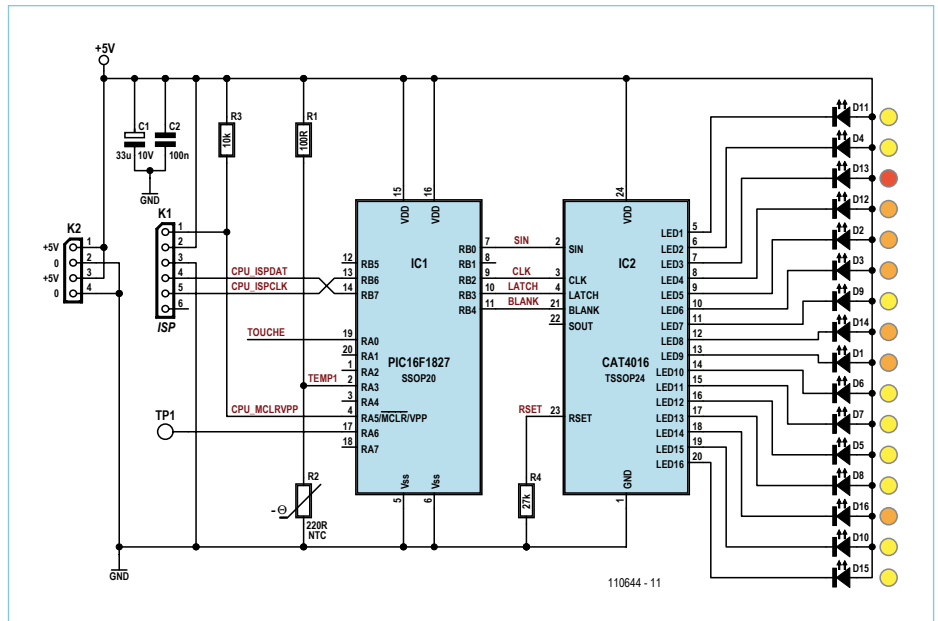 +5V
C1
33u 10V
C2
100n
GND
R3
10k
R1
100R
K2
+5V 1
0 2
+5V 3
0 4
K1
1
2
3
4
5
6
ISP
CPU_ISPDAT
CPU_ISPCLK
TOUCHE
TEMP1
CPU_MCLRVPP
TP1
R2
-Θ
220R
NTC
GND
15 16
VDD VDD
IC1
12 RB5
13 RB6
14 RB7
19 RA0
20 RA1
1 RA2
2 RA3
3 RA4
4 RA5/MCLR/VPP
17 RA6
18 RA7
RB0 7
RB1 8
RB2 9
RB3 10
RB4 11
PIC16F1827
SSOP20
Vss Vss
5 6
SIN
CLK
LATCH
BLANK
RSET
R4
27k
24
VDD
IC2
2 SIN
3 CLK
4 LATCH
21 BLANK
22 SOUT
23 RSET
CAT4016
TSSOP24
GND
1
LED1 5
LED2 6
LED3 7
LED4 8
LED5 9
LED6 10
LED7 11
LED8 12
LED9 13
LED10 14
LED11 15
LED12 16
LED13 17
LED14 18
LED15 19
LED16 20
D11
D4
D13
D12
D2
D3
D9
D14
D1
D6
D7
D5
D8
D16
D10
D15
110644 - 11